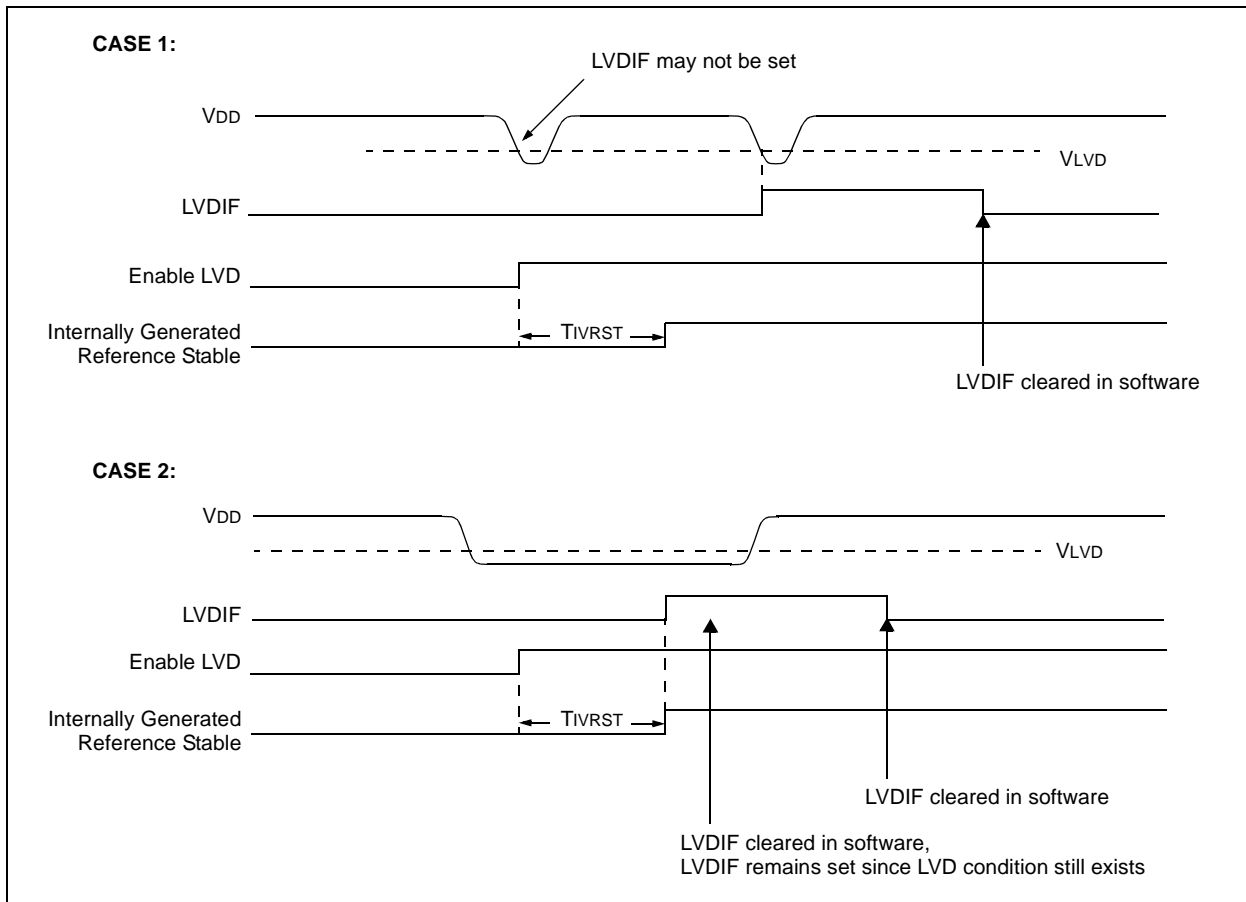 CASE 1:
LVDIF may not be set
VDD
VLVD
LVDIF
Enable LVD
Internally Generated
Reference Stable
TIVRST
LVDIF cleared in software
CASE 2:
VDD
VLVD
LVDIF
Enable LVD
Internally Generated
Reference Stable
TIVRST
LVDIF cleared in software
LVDIF cleared in software,
LVDIF remains set since LVD condition still exists